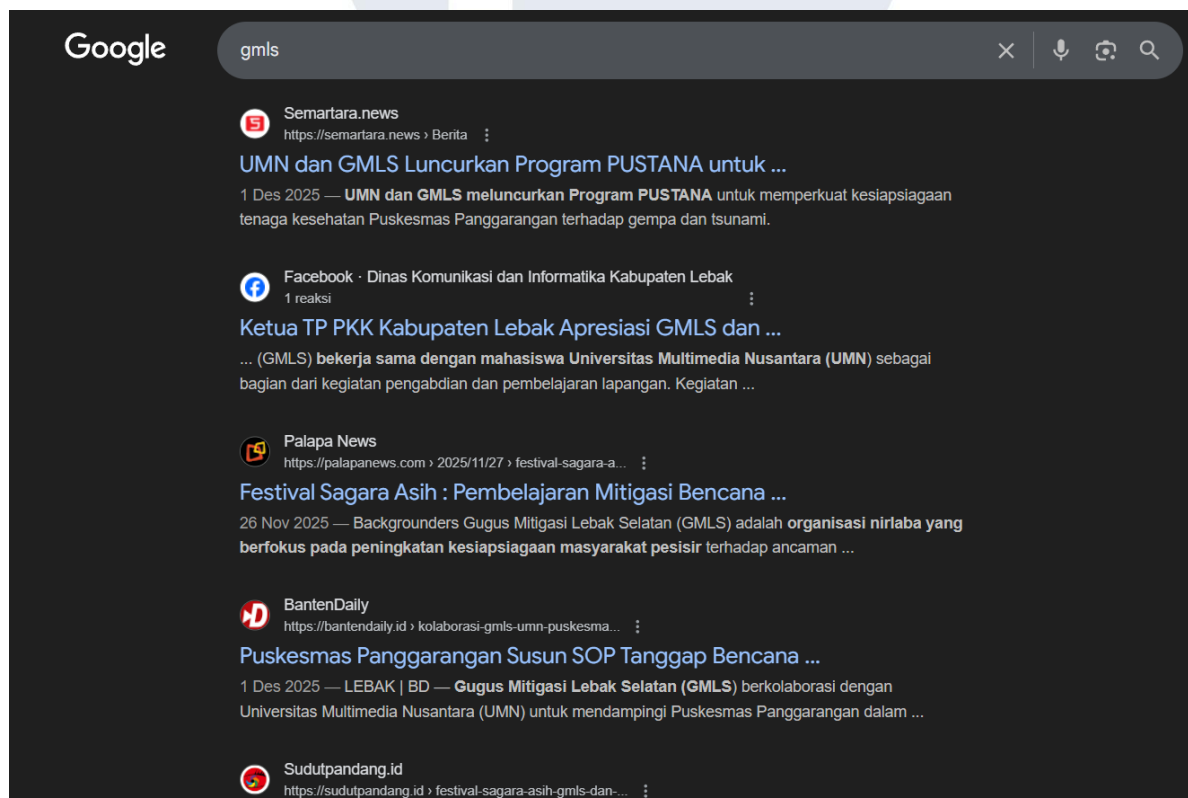 Google
gmls
Semartara.news
https://semartara.news › Berita
UMN dan GMLS Luncurkan Program PUSTANA untuk ...
1 Des 2025 — UMN dan GMLS meluncurkan Program PUSTANA untuk memperkuat kesiapsiagaan
tenaga kesehatan Puskesmas Panggarangan terhadap gempa dan tsunami.
Facebook · Dinas Komunikasi dan Informatika Kabupaten Lebak
1 reaksi
Ketua TP PKK Kabupaten Lebak Apresiasi GMLS dan ...
... (GMLS) bekerja sama dengan mahasiswa Universitas Multimedia Nusantara (UMN) sebagai
bagian dari kegiatan pengabdian dan pembelajaran lapangan. Kegiatan ...
Palapa News
https://palapanews.com › 2025/11/27 › festival-sagara-a...
Festival Sagara Asih : Pembelajaran Mitigasi Bencana ...
26 Nov 2025 — Backgrounders Gugus Mitigasi Lebak Selatan (GMLS) adalah organisasi nirlaba yang
berfokus pada peningkatan kesiapsiagaan masyarakat pesisir terhadap ancaman ...
BantenDaily
https://bantendaily.id › kolaborasi-gmls-umn-puskesma...
Puskesmas Panggarangan Susun SOP Tanggap Bencana ...
1 Des 2025 — LEBAK | BD — Gugus Mitigasi Lebak Selatan (GMLS) berkolaborasi dengan
Universitas Multimedia Nusantara (UMN) untuk mendampingi Puskesmas Panggarangan dalam ...
Sudutpandang.id
https://sudutpandang.id › festival-sagara-asih-gmls-dan-...